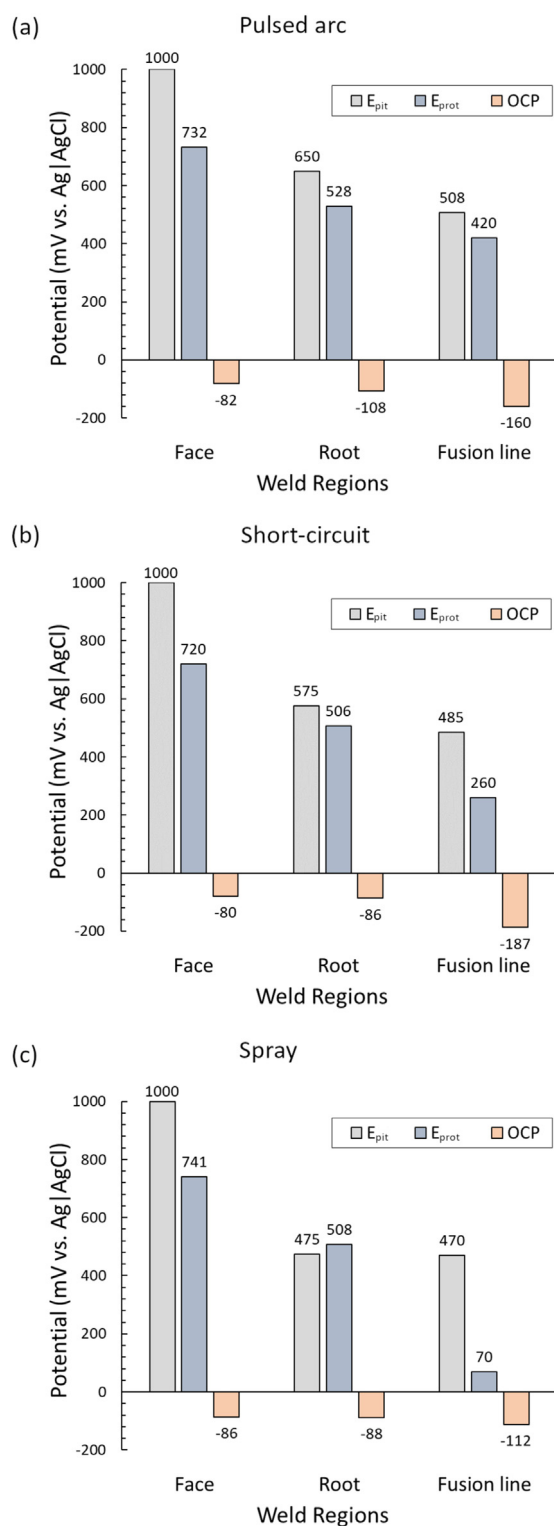 (a)
Pulsed arc
1000
1000
Epit Eprot OCP
800
732
650
600
528
508
420
400
200
0
-82
-108
-160
-200
Face Root Fusion line
Weld Regions
Potential (mV vs. Ag|AgCl)
(b)
Short-circuit
1000
1000
Epit Eprot OCP
800
720
600
575
506
485
400
260
200
0
-80
-86
-187
-200
Face Root Fusion line
Weld Regions
Potential (mV vs. Ag|AgCl)
(c)
Spray
1000
1000
Epit Eprot OCP
800
741
600
475
508
470
400
200
70
0
-86
-88
-112
-200
Face Root Fusion line
Weld Regions
Potential (mV vs. Ag|AgCl)